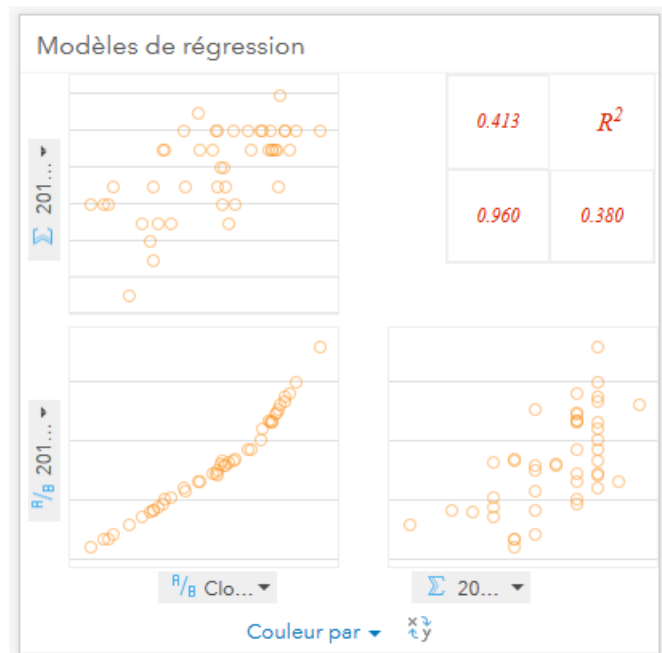 Modèles de régression
0.413 R²
Σ 201...
0.960 0.380
A/B 201...
A/B Clo...
Σ 20...
Couleur par
x y